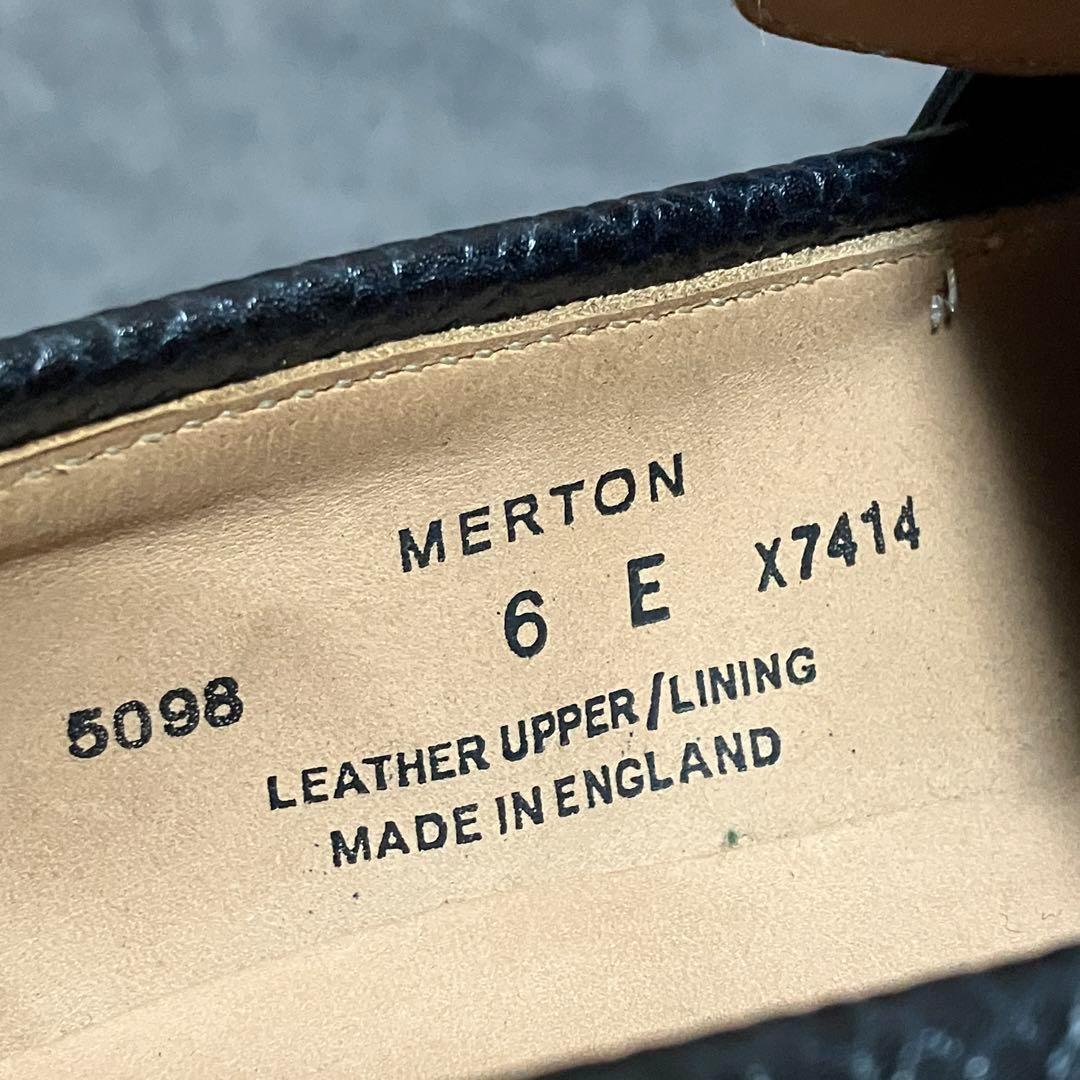 MERTON
6 E X7414
5098
LEATHER UPPER/LINING
MADE IN ENGLAND